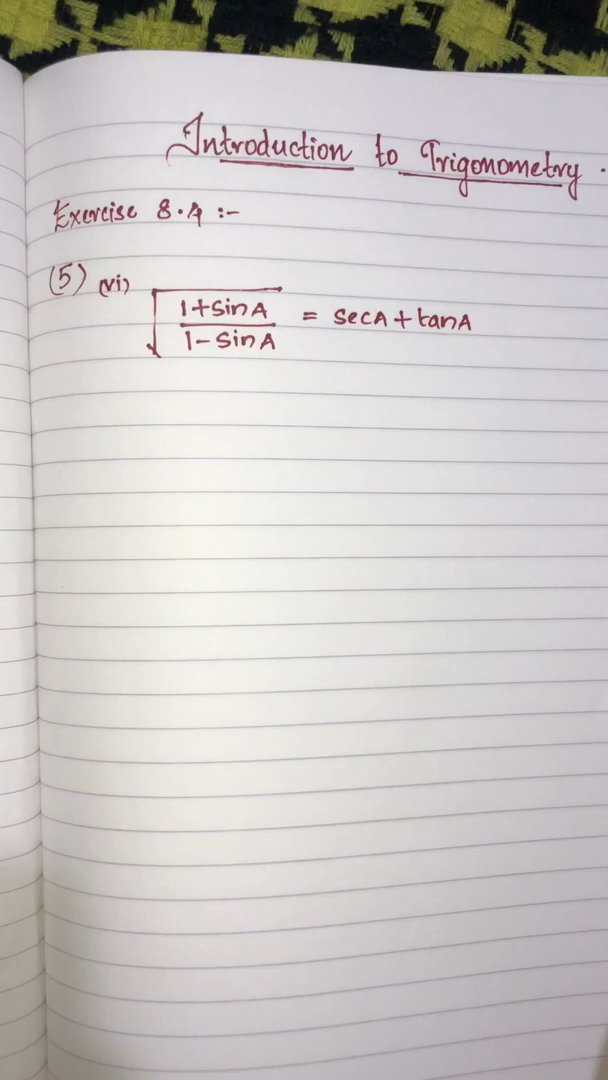 Introduction to Trigonometry.
Exercise 8.4 :-
(5) (vi) √(1+sinA / 1-sinA) = secA + tanA